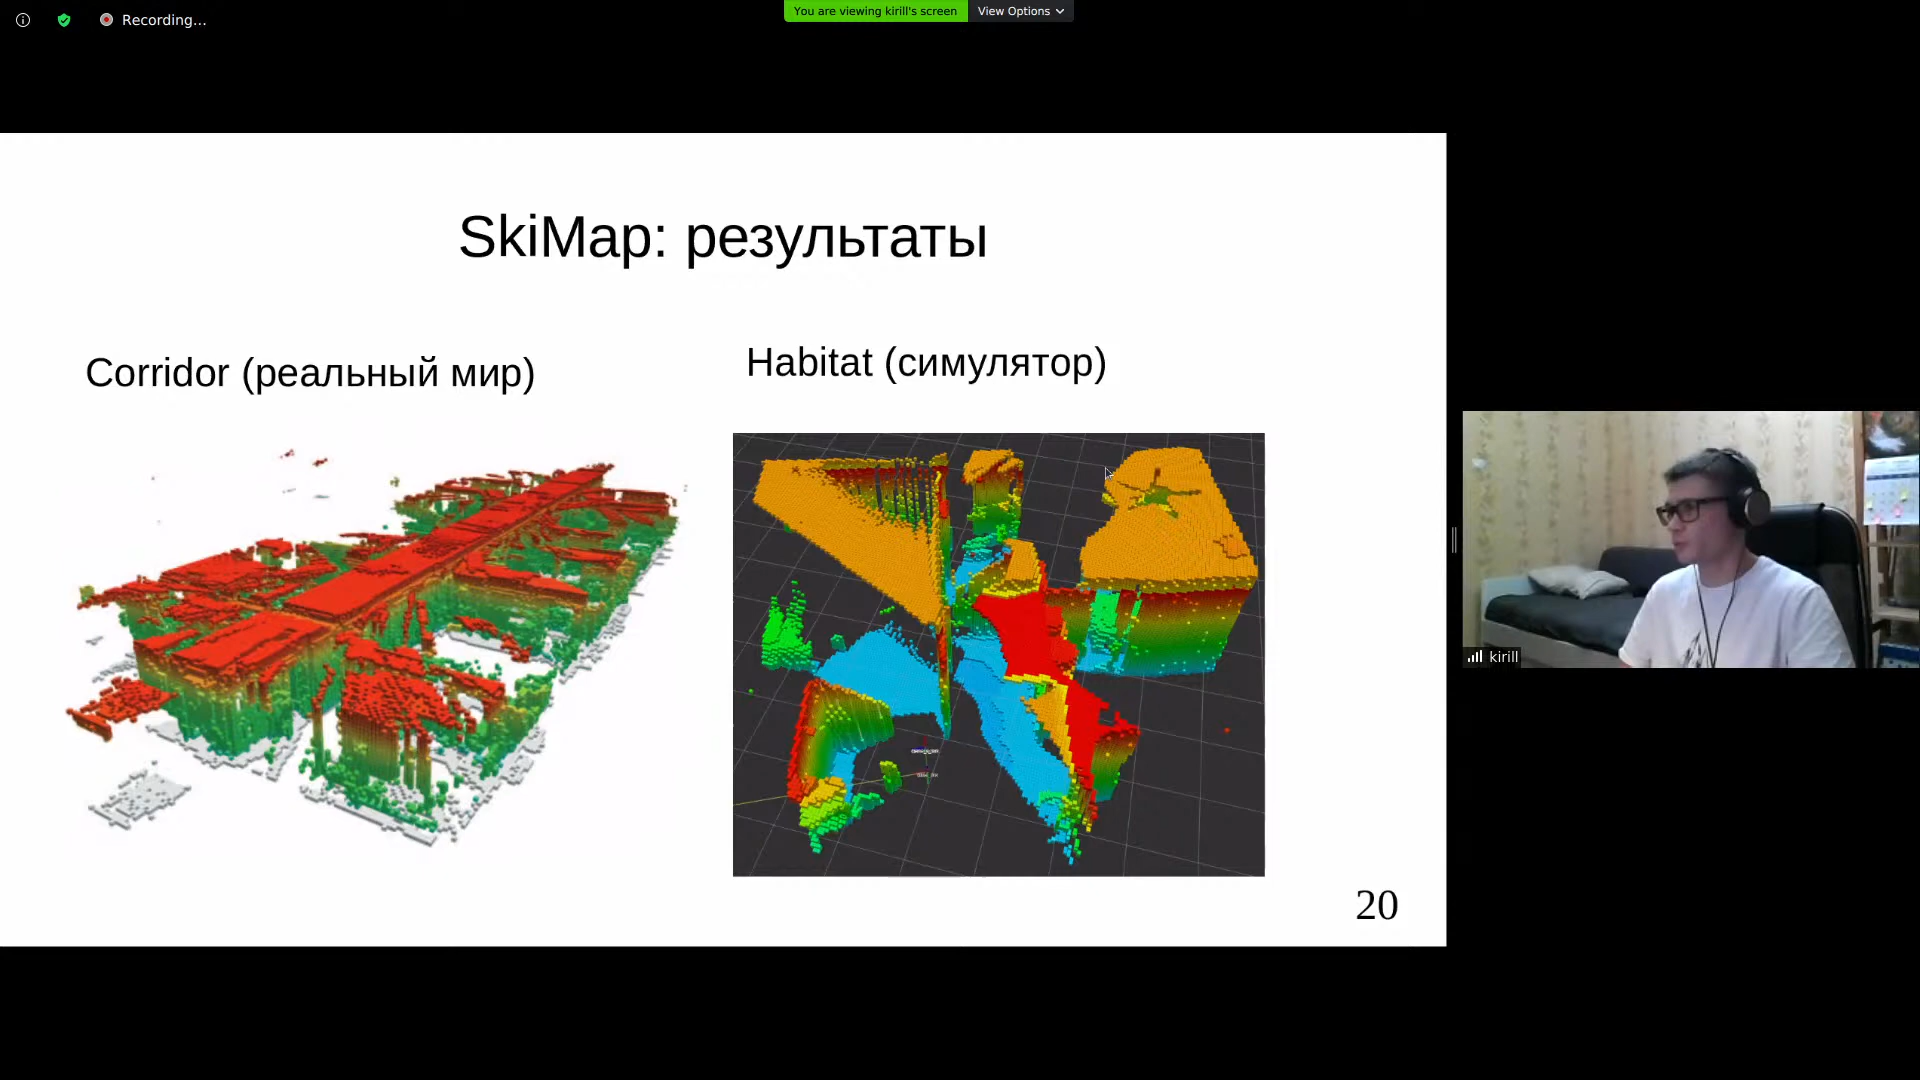 Recording...
You are viewing kirill's screen
View Options
SkiMap: результаты
Corridor (реальный мир)
Habitat (симулятор)
20
kirill